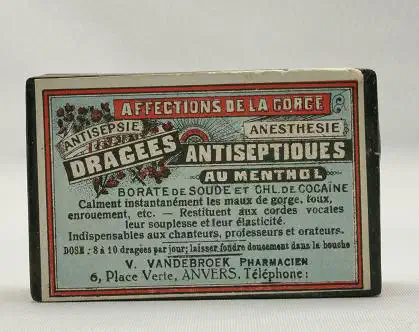 AFFECTIONS DE LA GORGE
ANTISEPSIE
ANESTHESIE
DRAGÉES ANTISEPTIQUES
AU MENTHOL
BORATE DE SOUDE ET CHL. DE COCAINE
Calment instantanément les maux de gorge, toux,
enrouement, etc. — Restituent aux cordes vocales
leur souplesse et leur élasticité.
Indispensables aux chanteurs, professeurs et orateurs.
DOSE : 8 à 10 dragées par jour; laisser fondre doucement dans la bouche
V. VANDEBROEK PHARMACIEN
6, Place Verte, ANVERS. Téléphone :